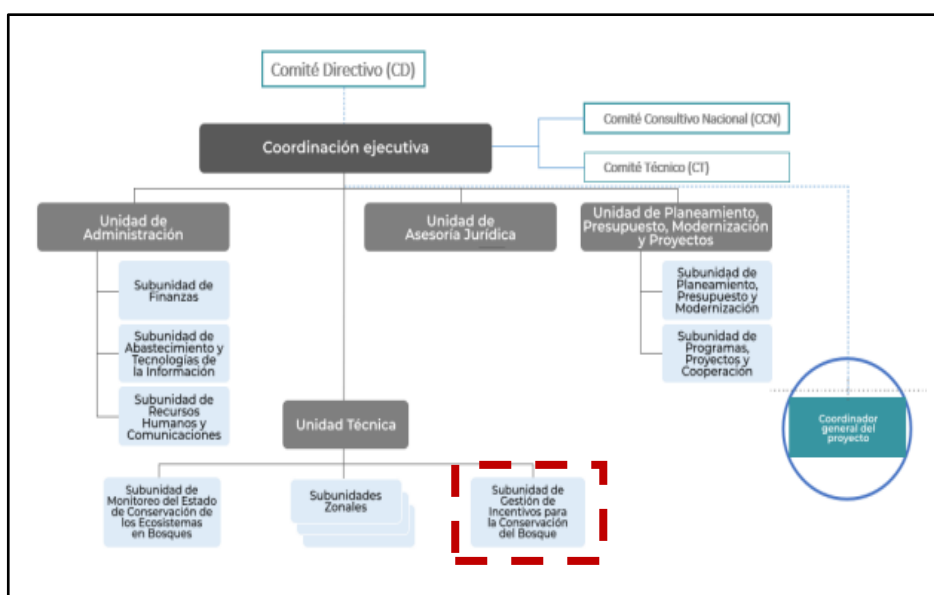 Comité Directivo (CD)
Coordinación ejecutiva
Comité Consultivo Nacional (CCN)
Comité Técnico (CT)
Unidad de
Administración
Unidad de
Asesoría Jurídica
Unidad de Planeamiento,
Presupuesto, Modernización
y Proyectos
Subunidad de
Finanzas
Subunidad de
Abastecimiento y
Tecnologías de
la Información
Subunidad de
Recursos
Humanos y
Comunicaciones
Subunidad de
Planeamiento,
Presupuesto y
Modernización
Subunidad de
Programas,
Proyectos y
Cooperación
Coordinador
general del
proyecto
Unidad Técnica
Subunidad de
Monitoreo del Estado
de Conservación de
los Ecosistemas
en Bosques
Subunidades
Zonales
Subunidad de
Gestión de
Incentivos para
la Conservación
del Bosque